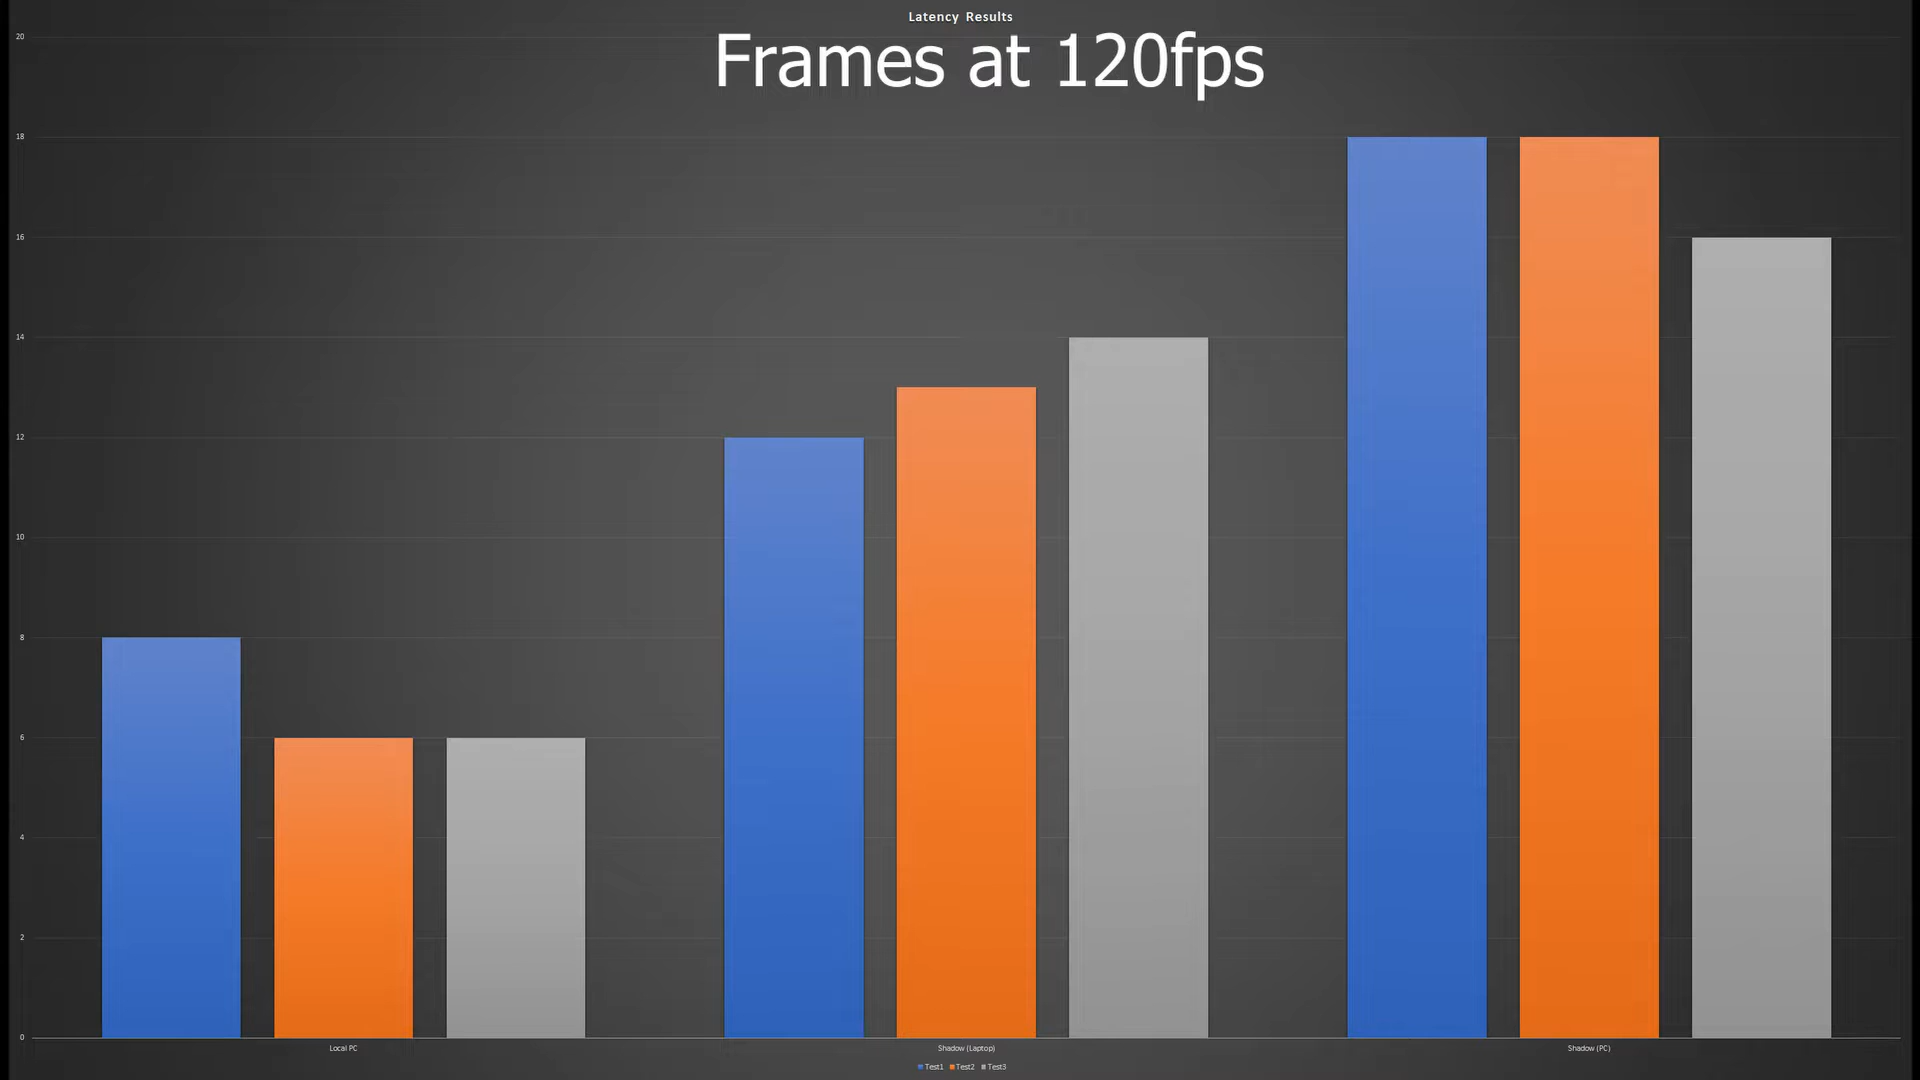 Latency Results
Frames at 120fps
20
18
16
14
12
10
8
6
4
2
0
Local PC
Shadow (Laptop)
Shadow (PC)
Test1 Test2 Test3